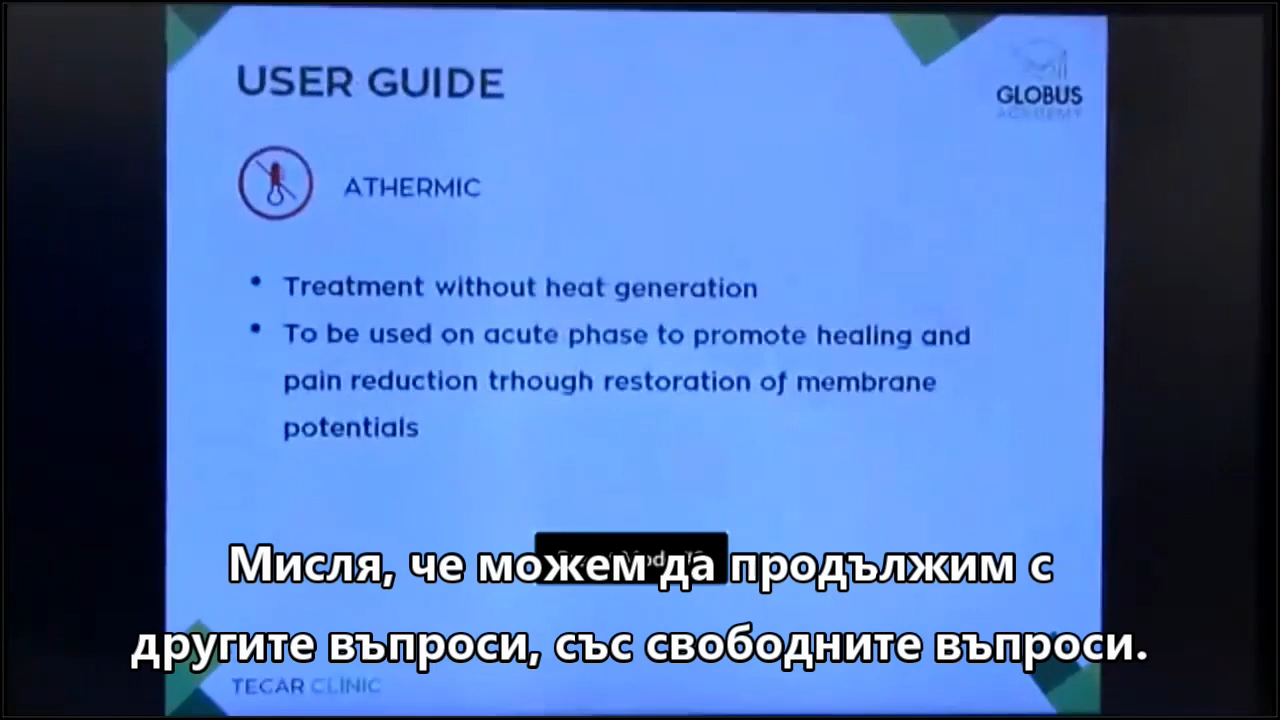 USER GUIDE
GLOBUS
ACADEMY
ATHERMIC
• Treatment without heat generation
• To be used on acute phase to promote healing and
pain reduction trhough restoration of membrane
potentials
Мисля, че можем да продължим с
другите въпроси, със свободните въпроси.
TECAR CLINIC